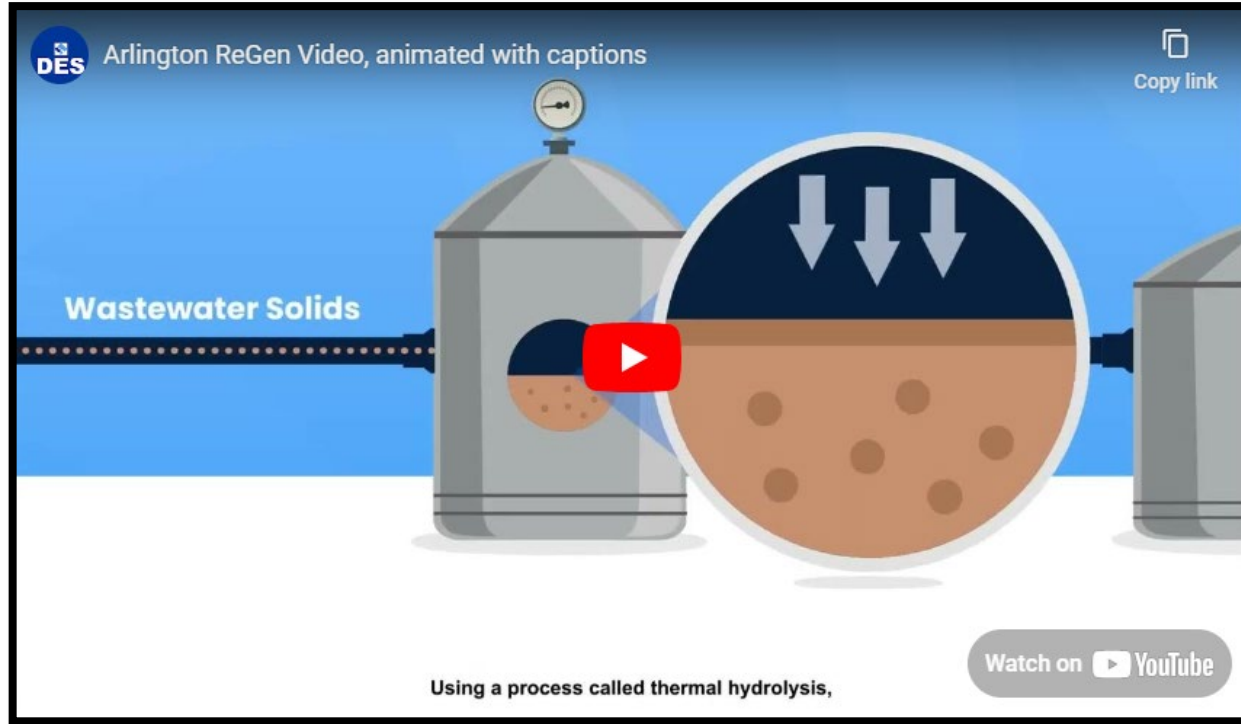 DES
Arlington ReGen Video, animated with captions
Copy link
Wastewater Solids
Watch on YouTube
Using a process called thermal hydrolysis,